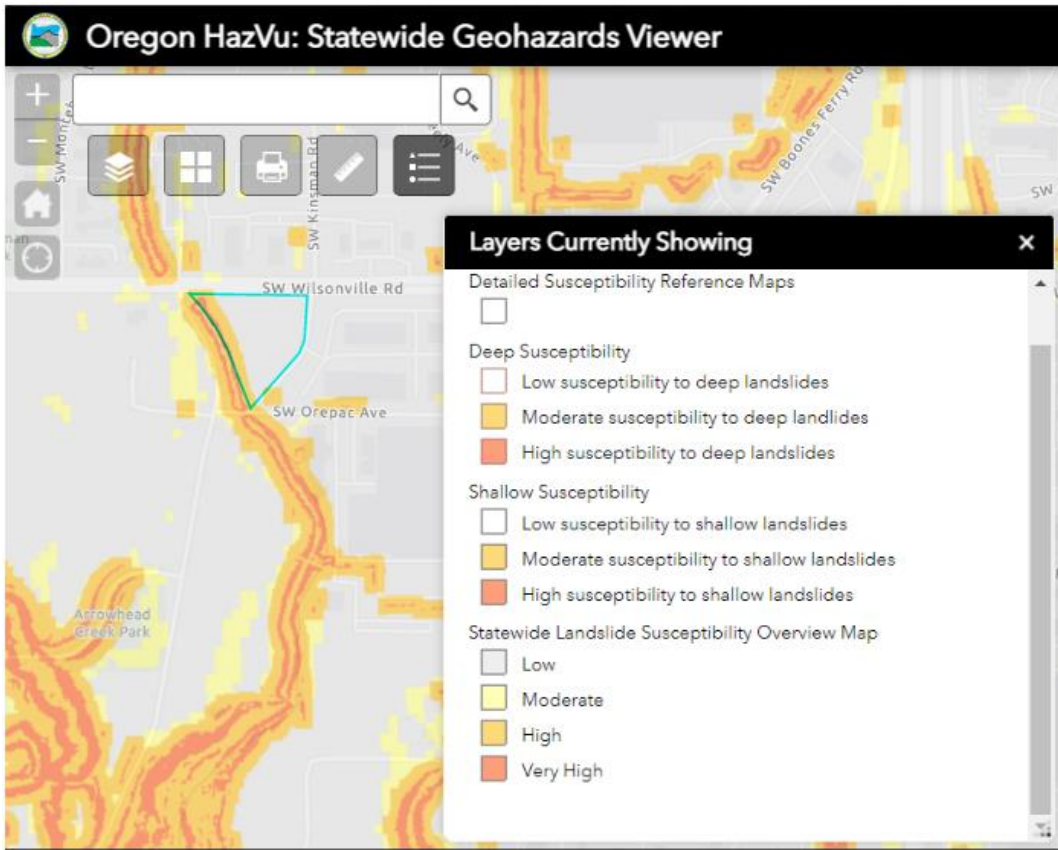 Oregon HazVu: Statewide Geohazards Viewer
SW Boones Ferry Rd
Ave
SW Kinsman Rd
SW
Layers Currently Showing
SW Wilsonville Rd
Detailed Susceptibility Reference Maps
Deep Susceptibility
Low susceptibility to deep landslides
SW Orepac Ave
Moderate susceptibility to deep landlides
High susceptibility to deep landslides
Shallow Susceptibility
Low susceptibility to shallow landslides
Moderate susceptibility to shallow landslides
High susceptibility to shallow landslides
Arrowhead
Creek Park
Statewide Landslide Susceptibility Overview Map
Low
Moderate
High
Very High